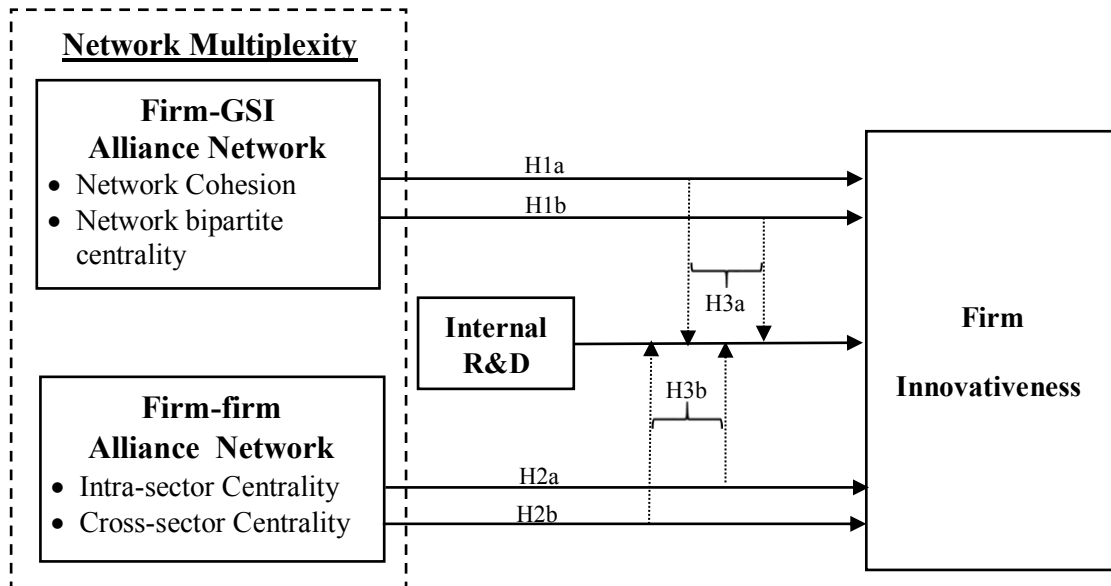 Network Multiplexity
Firm-GSI
Alliance Network
• Network Cohesion
• Network bipartite
centrality
H1a
H1b
H3a
Internal
R&D
Firm
Innovativeness
H3b
Firm-firm
Alliance Network
• Intra-sector Centrality
• Cross-sector Centrality
H2a
H2b